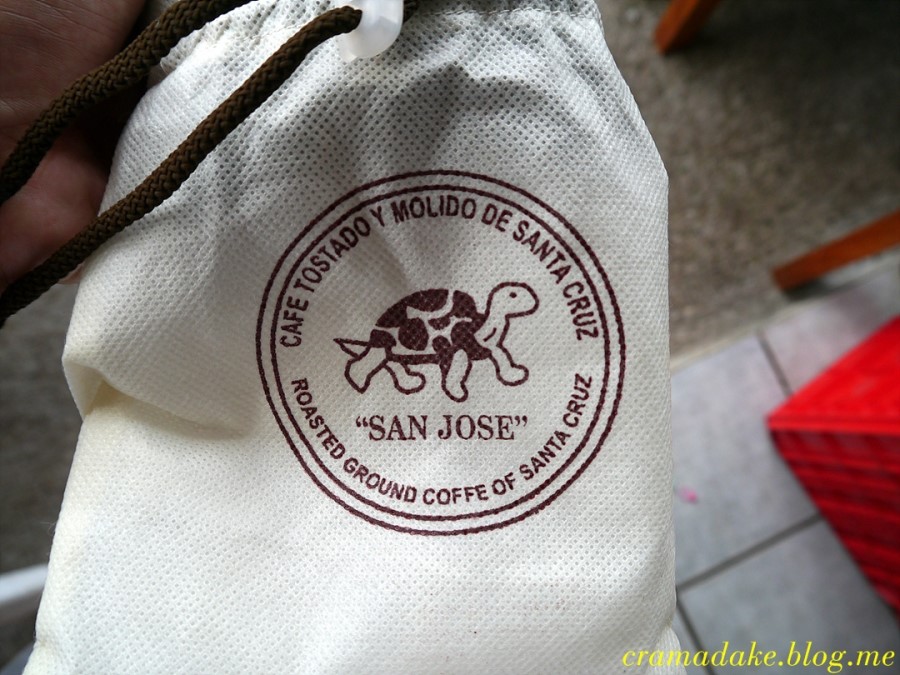 CAFE TOSTADO Y MOLIDO DE SANTA CRUZ
“SAN JOSE”
ROASTED GROUND COFFE OF SANTA CRUZ
cramadake.blog.me